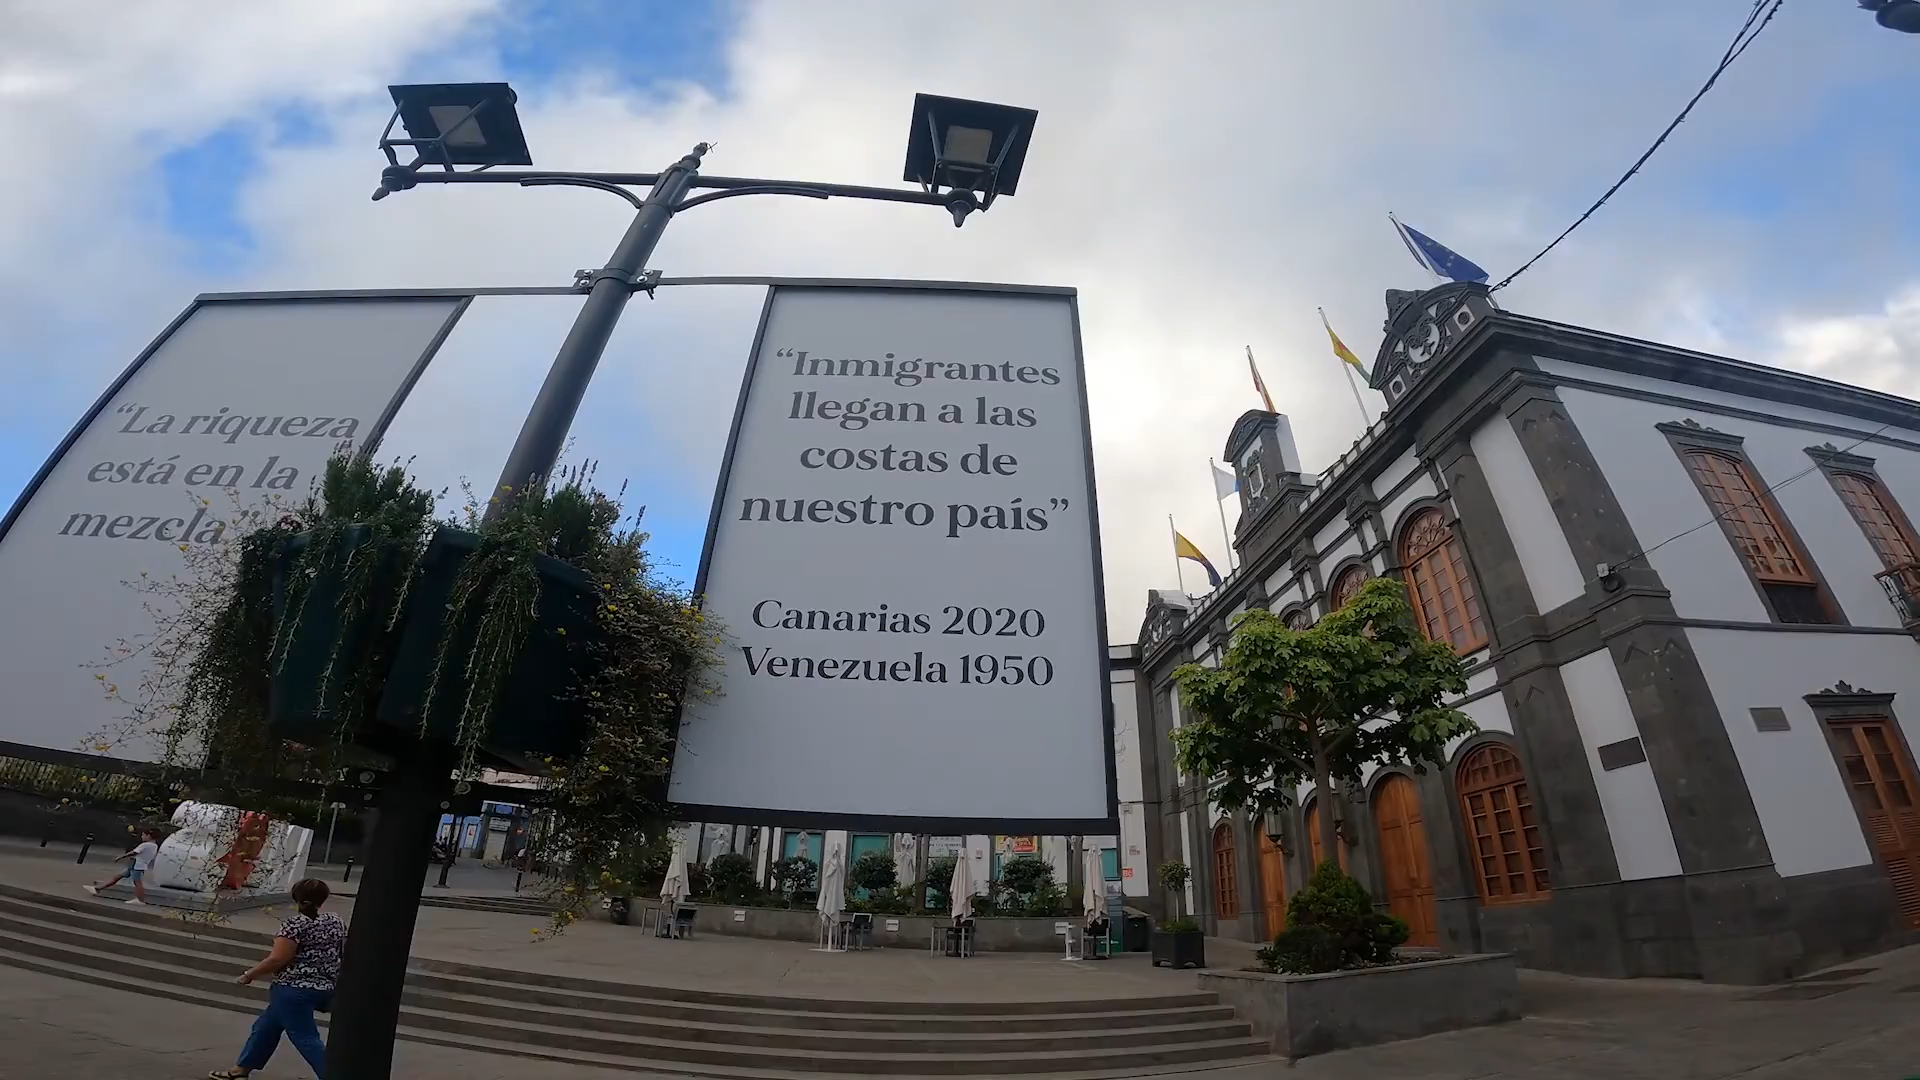 “La riqueza
está en la
mezcla”
“Inmigrantes
llegan a las
costas de
nuestro país”
Canarias 2020
Venezuela 1950